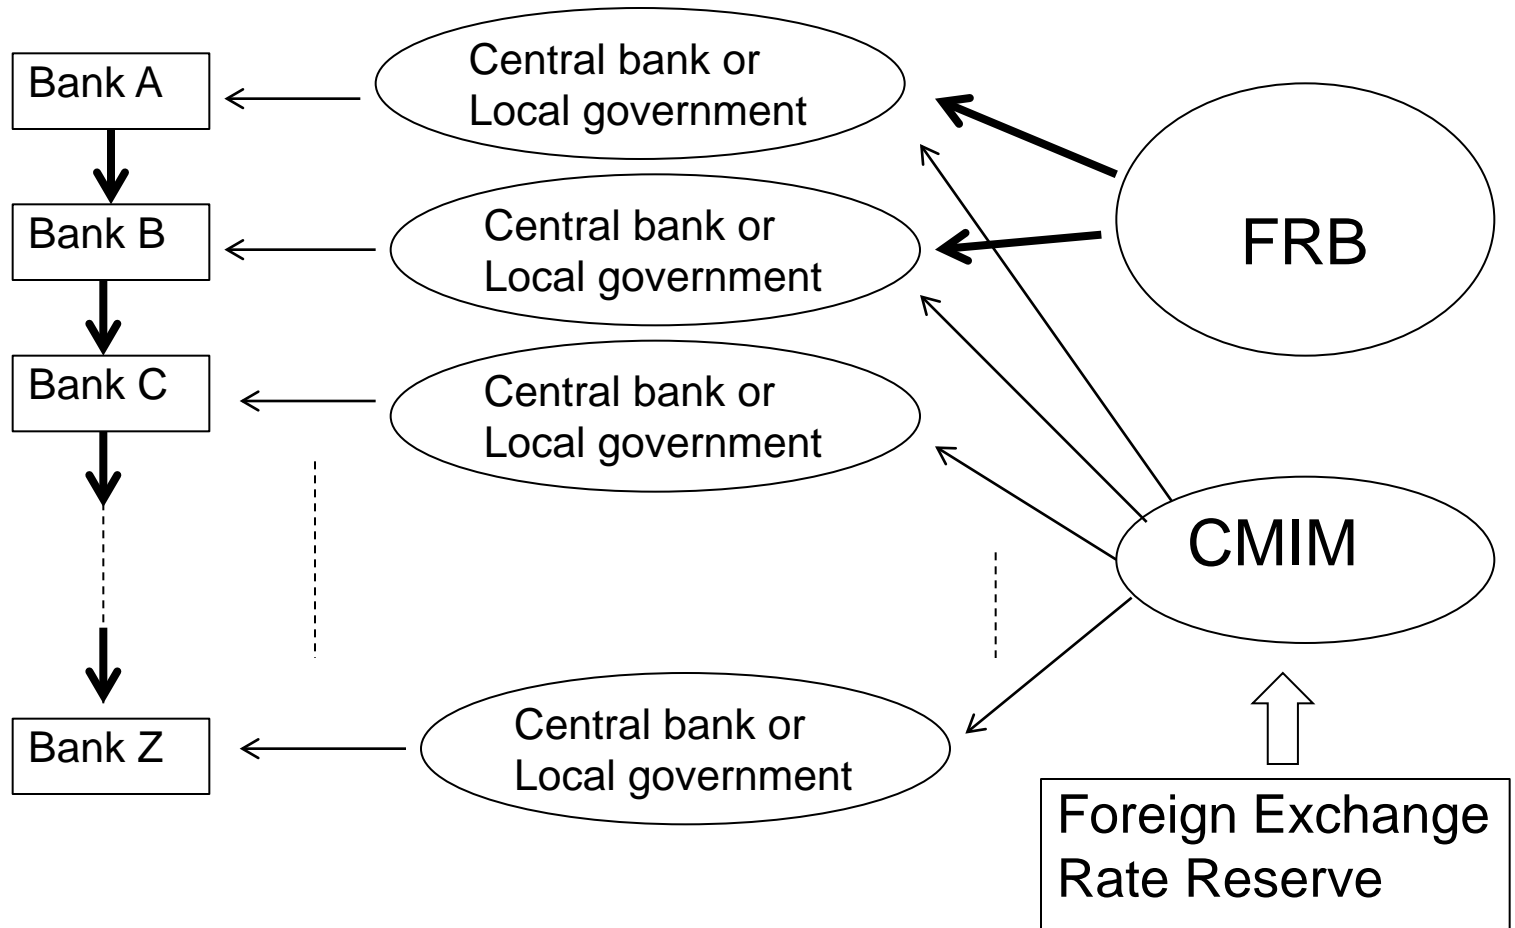 Bank A
Central bank or
Local government
Bank B
Central bank or
Local government
FRB
Bank C
Central bank or
Local government
CMIM
Bank Z
Central bank or
Local government
Foreign Exchange
Rate Reserve